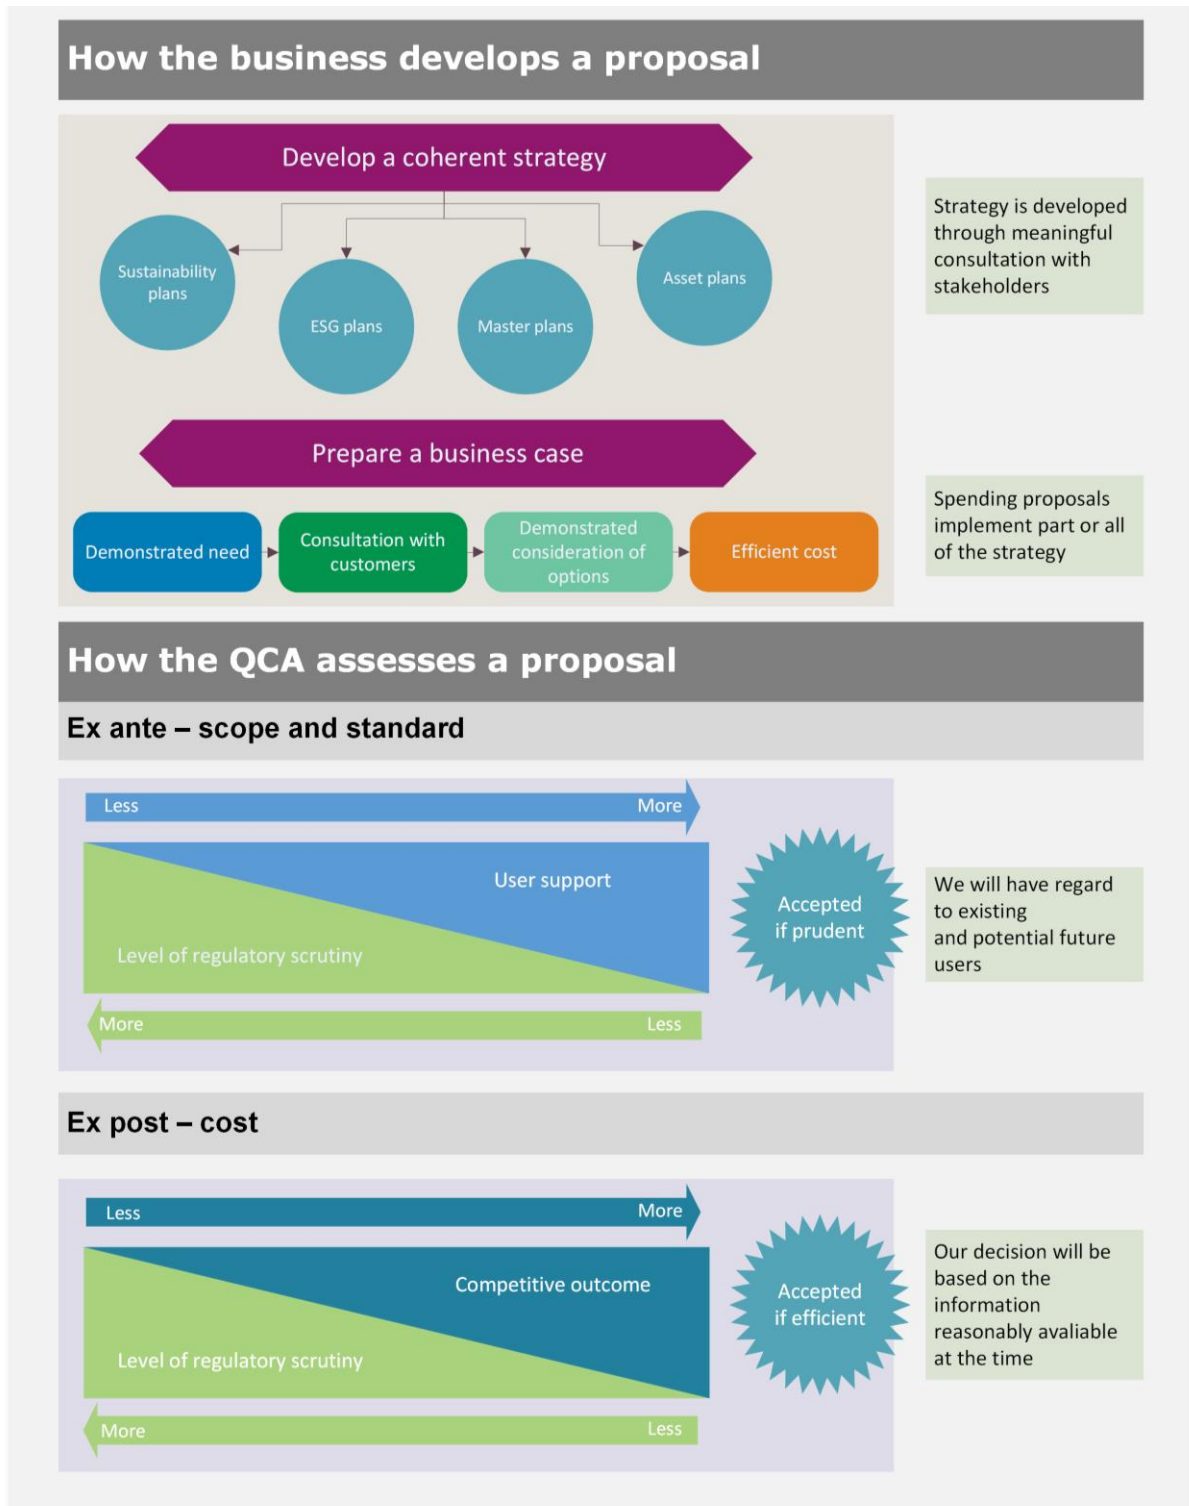 How the business develops a proposal
Develop a coherent strategy
Sustainability
plans
ESG plans
Master plans
Asset plans
Strategy is developed
through meaningful
consultation with
stakeholders
Prepare a business case
Demonstrated need
Consultation with
customers
Demonstrated
consideration of
options
Efficient cost
Spending proposals
implement part or all
of the strategy
How the QCA assesses a proposal
Ex ante – scope and standard
Less
More
User support
Level of regulatory scrutiny
More
Less
Accepted
if prudent
We will have regard
to existing
and potential future
users
Ex post – cost
Less
More
Competitive outcome
Level of regulatory scrutiny
More
Less
Accepted
if efficient
Our decision will be
based on the
information
reasonably avaliable
at the time